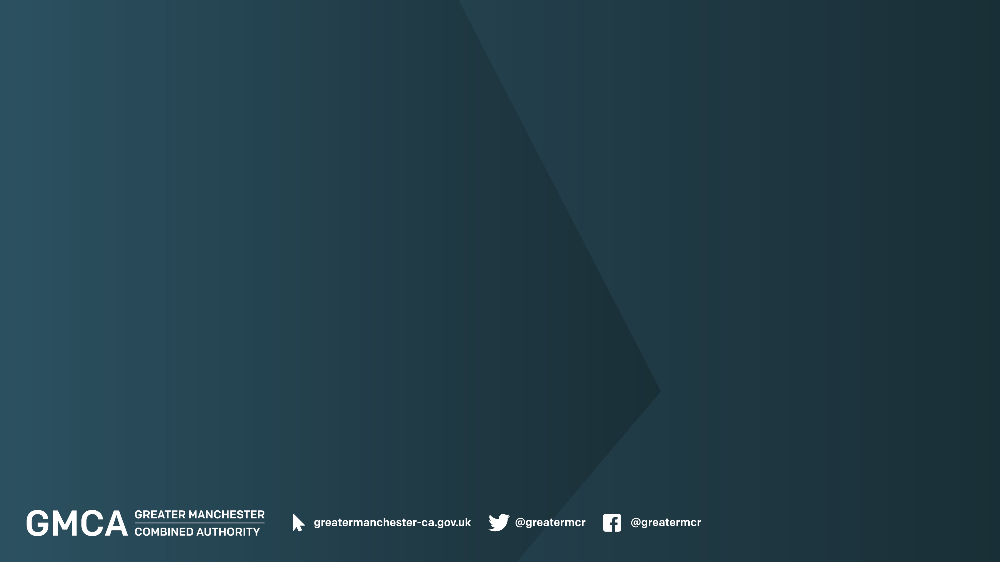 GMCA
GREATER MANCHESTER
COMBINED AUTHORITY
greatermanchester-ca.gov.uk
@greatermcr
@greatermcr